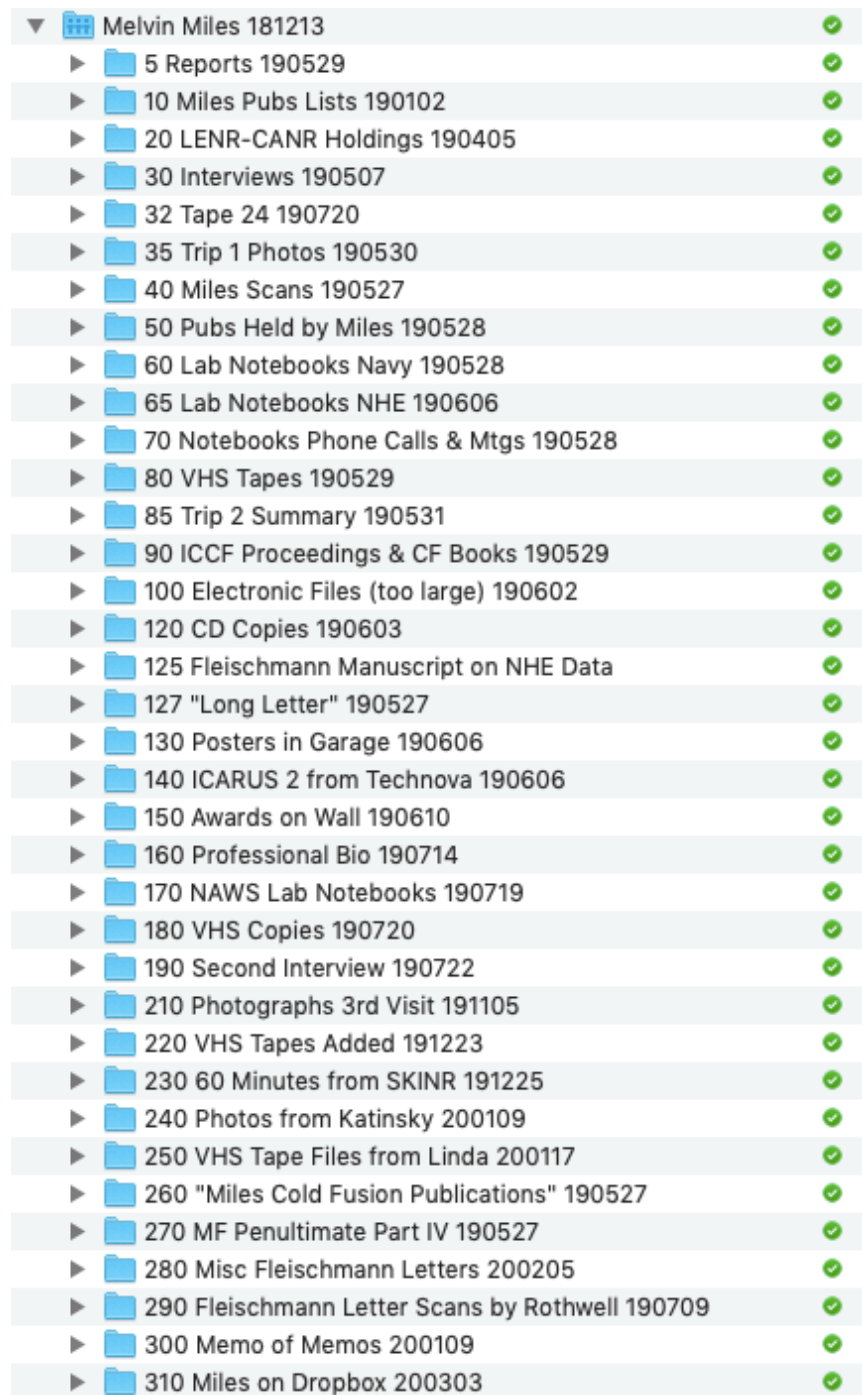 Melvin Miles 181213
5 Reports 190529
10 Miles Pubs Lists 190102
20 LENR-CANR Holdings 190405
30 Interviews 190507
32 Tape 24 190720
35 Trip 1 Photos 190530
40 Miles Scans 190527
50 Pubs Held by Miles 190528
60 Lab Notebooks Navy 190528
65 Lab Notebooks NHE 190606
70 Notebooks Phone Calls & Mtgs 190528
80 VHS Tapes 190529
85 Trip 2 Summary 190531
90 ICCF Proceedings & CF Books 190529
100 Electronic Files (too large) 190602
120 CD Copies 190603
125 Fleischmann Manuscript on NHE Data
127 "Long Letter" 190527
130 Posters in Garage 190606
140 ICARUS 2 from Technova 190606
150 Awards on Wall 190610
160 Professional Bio 190714
170 NAWS Lab Notebooks 190719
180 VHS Copies 190720
190 Second Interview 190722
210 Photographs 3rd Visit 191105
220 VHS Tapes Added 191223
230 60 Minutes from SKINR 191225
240 Photos from Katinsky 200109
250 VHS Tape Files from Linda 200117
260 "Miles Cold Fusion Publications" 190527
270 MF Penultimate Part IV 190527
280 Misc Fleischmann Letters 200205
290 Fleischmann Letter Scans by Rothwell 190709
300 Memo of Memos 200109
310 Miles on Dropbox 200303